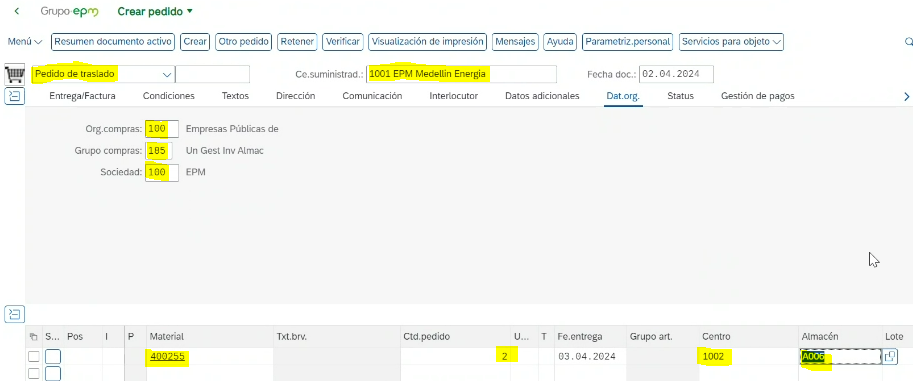 Grupo-epm Crear pedido
Menú Resumen documento activo Crear Otro pedido Retener Verificar Visualización de impresión Mensajes Ayuda Parametriz.personal Servicios para objeto
Pedido de traslado Ce.suministrad.: 1001 EPM Medellin Energia Fecha doc.: 02.04.2024
Entrega/Factura Condiciones Textos Dirección Comunicación Interlocutor Datos adicionales Dat.org. Status Gestión de pagos
Org.compras: 100 Empresas Públicas de
Grupo compras: 185 Un Gest Inv Almac
Sociedad: 100 EPM
S... Pos I P Material Txt.brv. Ctd.pedido U... T Fe.entrega Grupo art. Centro Almacén Lote
400255 2 03.04.2024 1002 A006